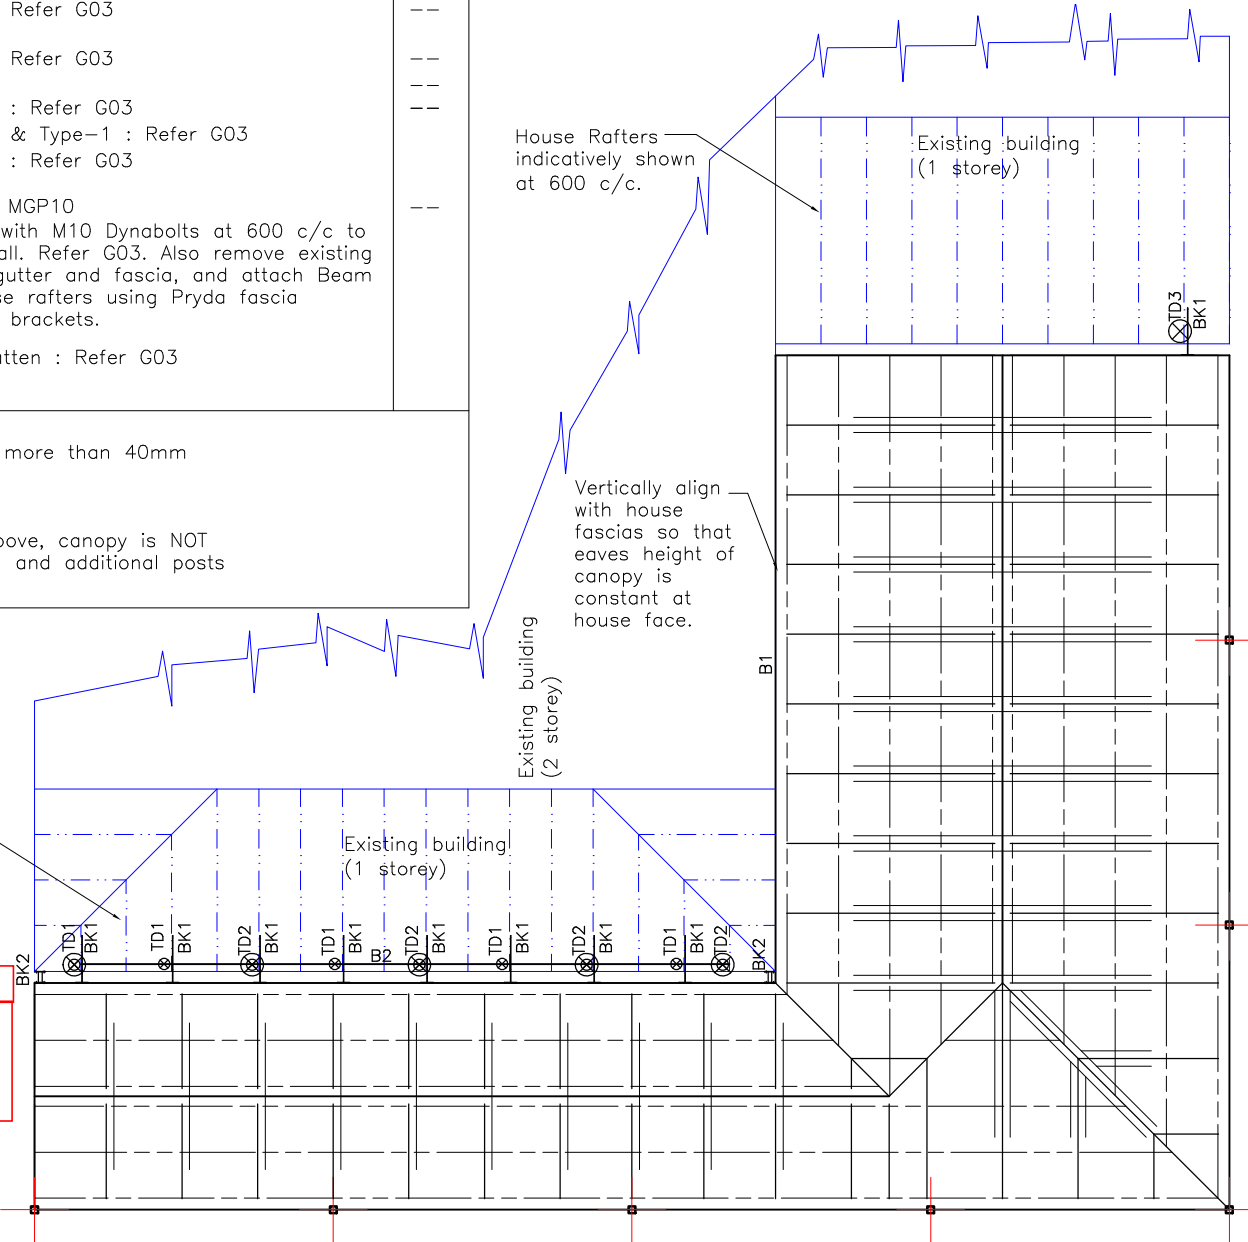 Refer G03
--
Refer G03
--
--
: Refer G03
--
& Type-1 : Refer G03
: Refer G03
MGP10
--
with M10 Dynabolts at 600 c/c to
all. Refer G03. Also remove existing
gutter and fascia, and attach Beam
se rafters using Pryda fascia
brackets.
atten : Refer G03
more than 40mm
bove, canopy is NOT
and additional posts
House Rafters
indicatively shown
at 600 c/c.
Existing building
(1 storey)
TD3
BK1
Vertically align
with house
fascias so that
eaves height of
canopy is
constant at
house face.
B1
Existing building
(2 storey)
Existing building
(1 storey)
BK2
TD1
BK1
TD1
BK1
TD2
BK1
TD1
BK1
B2
TD2
BK1
TD1
BK1
TD2
BK1
TD1
BK1
TD2
BK2